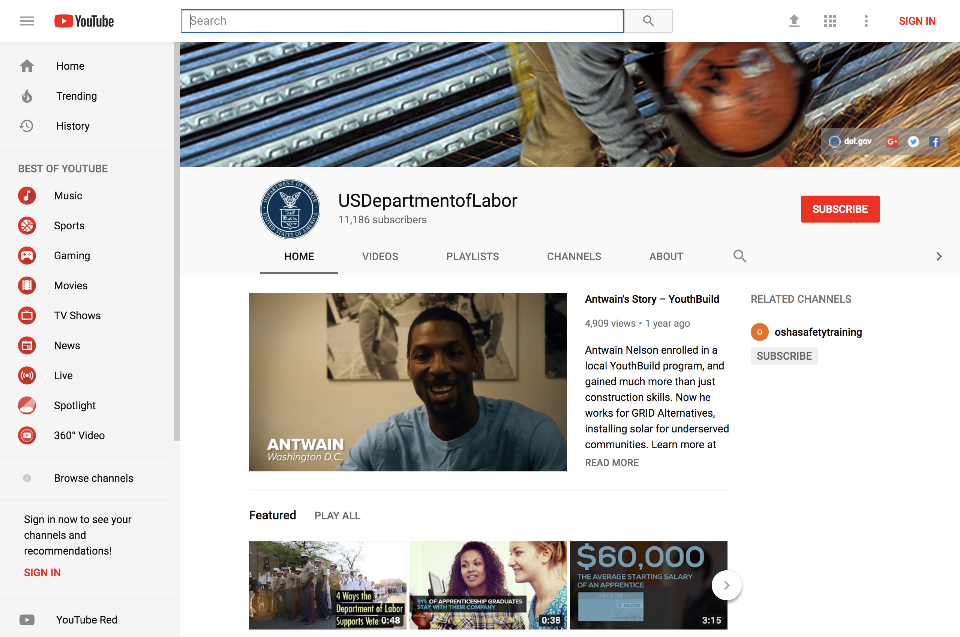 YouTube
Search
SIGN IN
Home
Trending
History
BEST OF YOUTUBE
Music
Sports
Gaming
Movies
TV Shows
News
Live
Spotlight
360° Video
Browse channels
Sign in now to see your
channels and
recommendations!
SIGN IN
YouTube Red
dol.gov
G+
USDepartmentofLabor
11,186 subscribers
SUBSCRIBE
HOME
VIDEOS
PLAYLISTS
CHANNELS
ABOUT
ANTWAIN
Washington D.C.
Antwain's Story – YouthBuild
4,909 views • 1 year ago
Antwain Nelson enrolled in a
local YouthBuild program, and
gained much more than just
construction skills. Now he
works for GRID Alternatives,
installing solar for underserved
communities. Learn more at
READ MORE
RELATED CHANNELS
O
oshasafetytraining
SUBSCRIBE
Featured
PLAY ALL
4 Ways the
Department of Labor
Supports Vete
0:48
91% OF APPRENTICESHIP GRADUATES
STAY WITH THEIR COMPANY
0:38
$60,000
THE AVERAGE STARTING SALARY
OF AN APPRENTICE
3:15